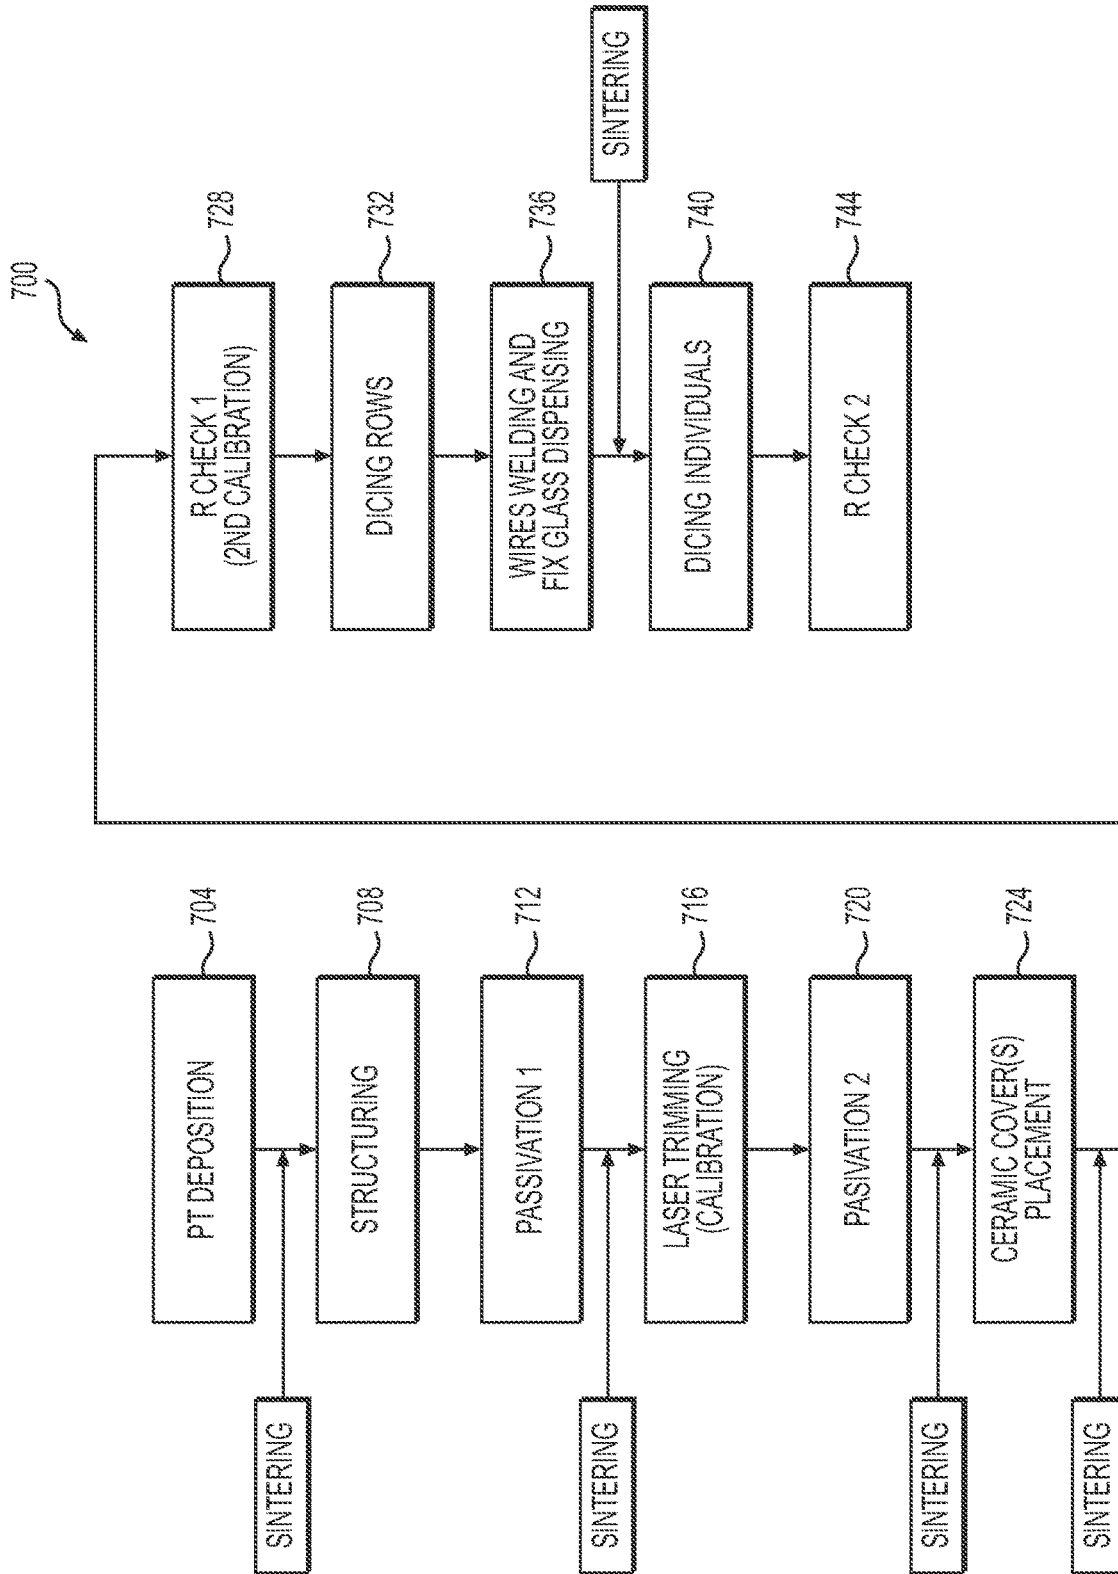 700
PT DEPOSITION
704
SINTERING
STRUCTURING
708
PASSIVATION 1
712
SINTERING
LASER TRIMMING
(CALIBRATION)
716
PASIVATION 2
720
SINTERING
CERAMIC COVER(S)
PLACEMENT
724
SINTERING
R CHECK 1
(2ND CALIBRATION)
728
DICING ROWS
732
WIRES WELDING AND
FIX GLASS DISPENSING
736
SINTERING
DICING INDIVIDUALS
740
R CHECK 2
744